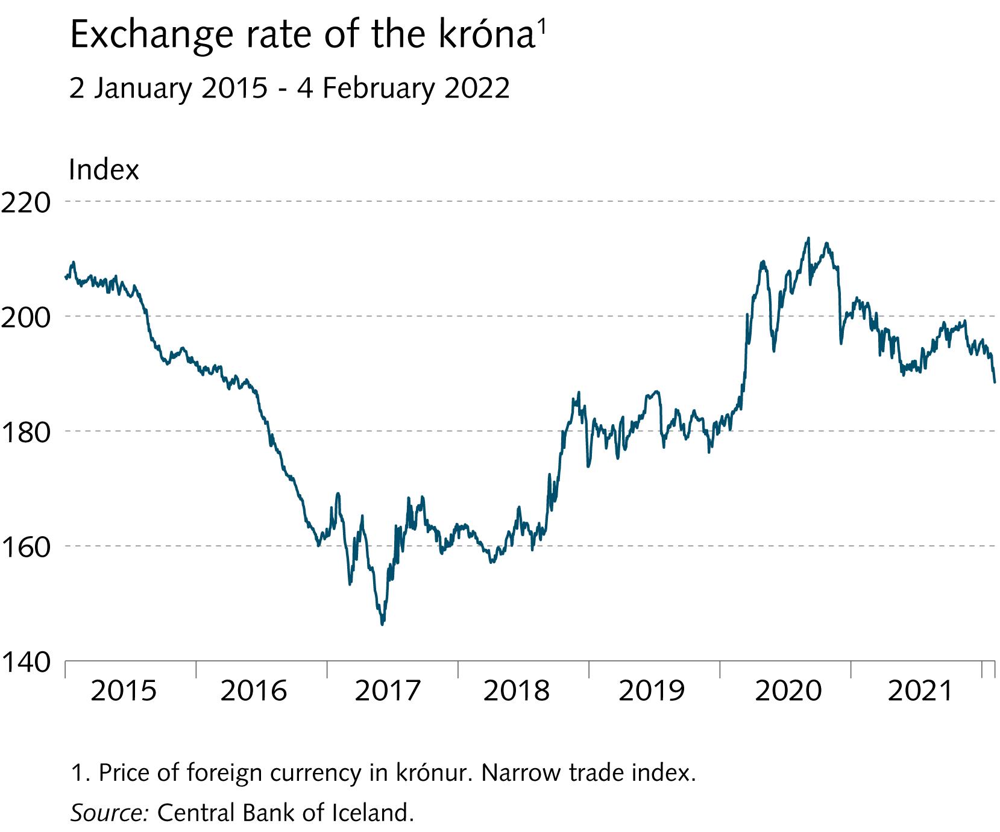 Exchange rate of the króna¹
2 January 2015 - 4 February 2022
Index
220
200
180
160
140
2015 2016 2017 2018 2019 2020 2021
1. Price of foreign currency in krónur. Narrow trade index.
Source: Central Bank of Iceland.